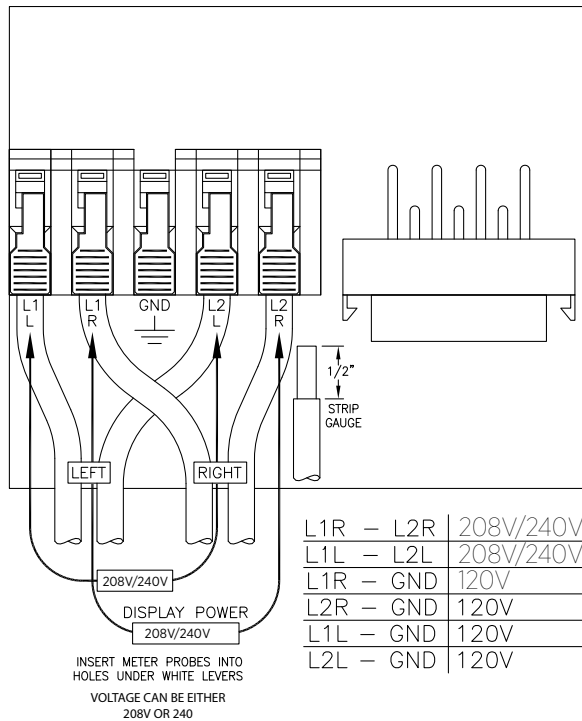 L1 L
L1 R
GND
L2 L
L2 R
1/2"
STRIP
GAUGE
LEFT
RIGHT
208V/240V
DISPLAY POWER
208V/240V
INSERT METER PROBES INTO
HOLES UNDER WHITE LEVERS
VOLTAGE CAN BE EITHER
208V OR 240
L1R – L2R 208V/240V
L1L – L2L 208V/240V
L1R – GND 120V
L2R – GND 120V
L1L – GND 120V
L2L – GND 120V